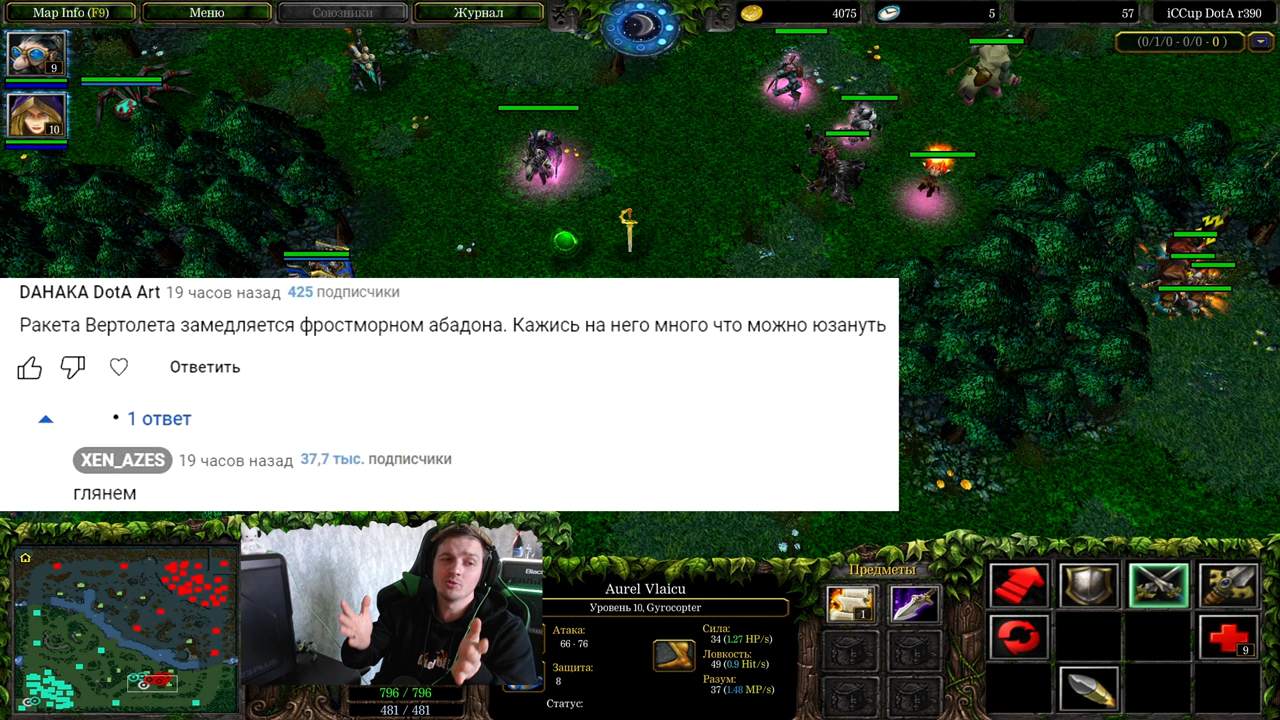 Map Info (F9)
Меню
Союзники
Журнал
4075
5
57
iCCup DotA r390
(0/1/0 - 0/0 - 0 )
9
10
DAHAKA DotA Art 19 часов назад 425 подписчики
Ракета Вертолета замедляется фростморном абадона. Кажись на него много что можно юзануть
Ответить
• 1 ответ
XEN_AZES 19 часов назад 37,7 тыс. подписчики
глянем
Aurel Vlaicu
Уровень 10, Gyrocopter
Атака:
66 - 76
Защита:
8
Статус:
Сила:
34 (1.27 HP/s)
Ловкость:
49 (0.9 Hit/s)
Разум:
37 (1.48 MP/s)
796 / 796
481 / 481
Предметы
1
9